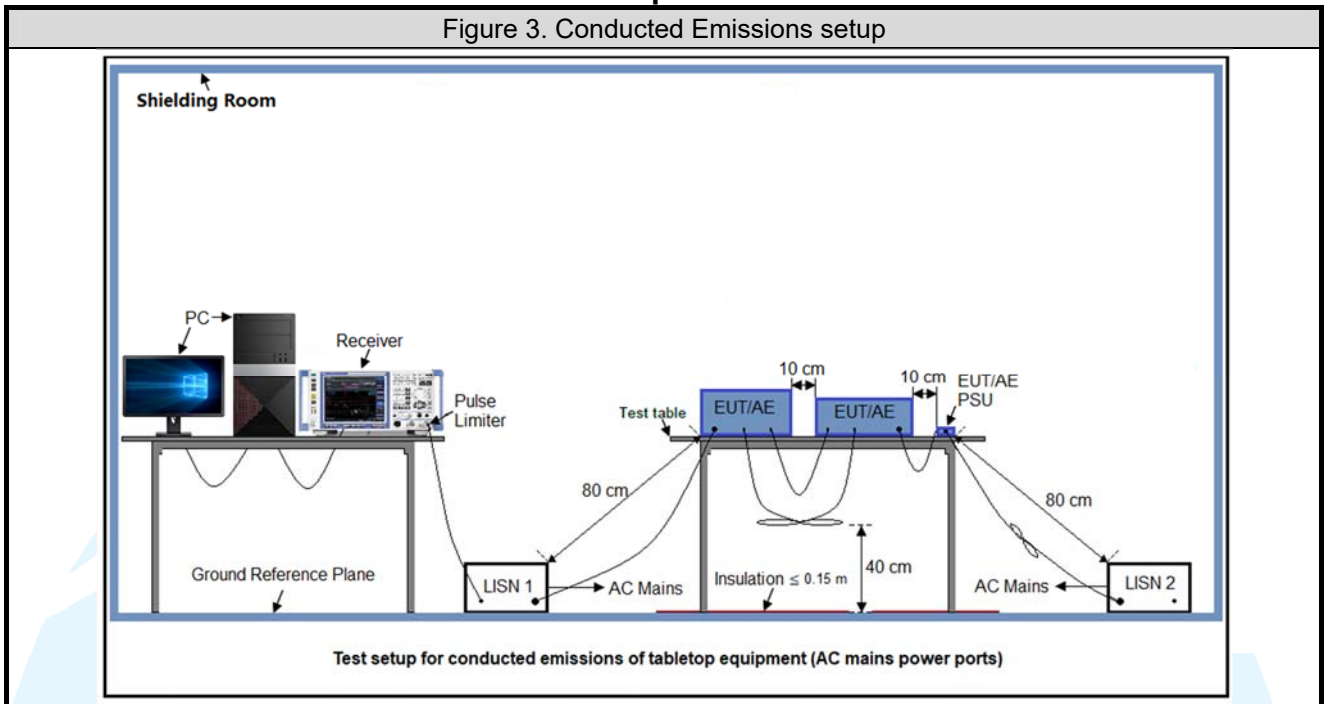 Figure 3. Conducted Emissions setup
Shielding Room
PC
Receiver
Pulse
Limiter
10 cm
10 cm
EUT/AE
PSU
Test table
EUT/AE
EUT/AE
80 cm
80 cm
Ground Reference Plane
LISN 1
AC Mains
Insulation ≤ 0.15 m
40 cm
AC Mains
LISN 2
Test setup for conducted emissions of tabletop equipment (AC mains power ports)